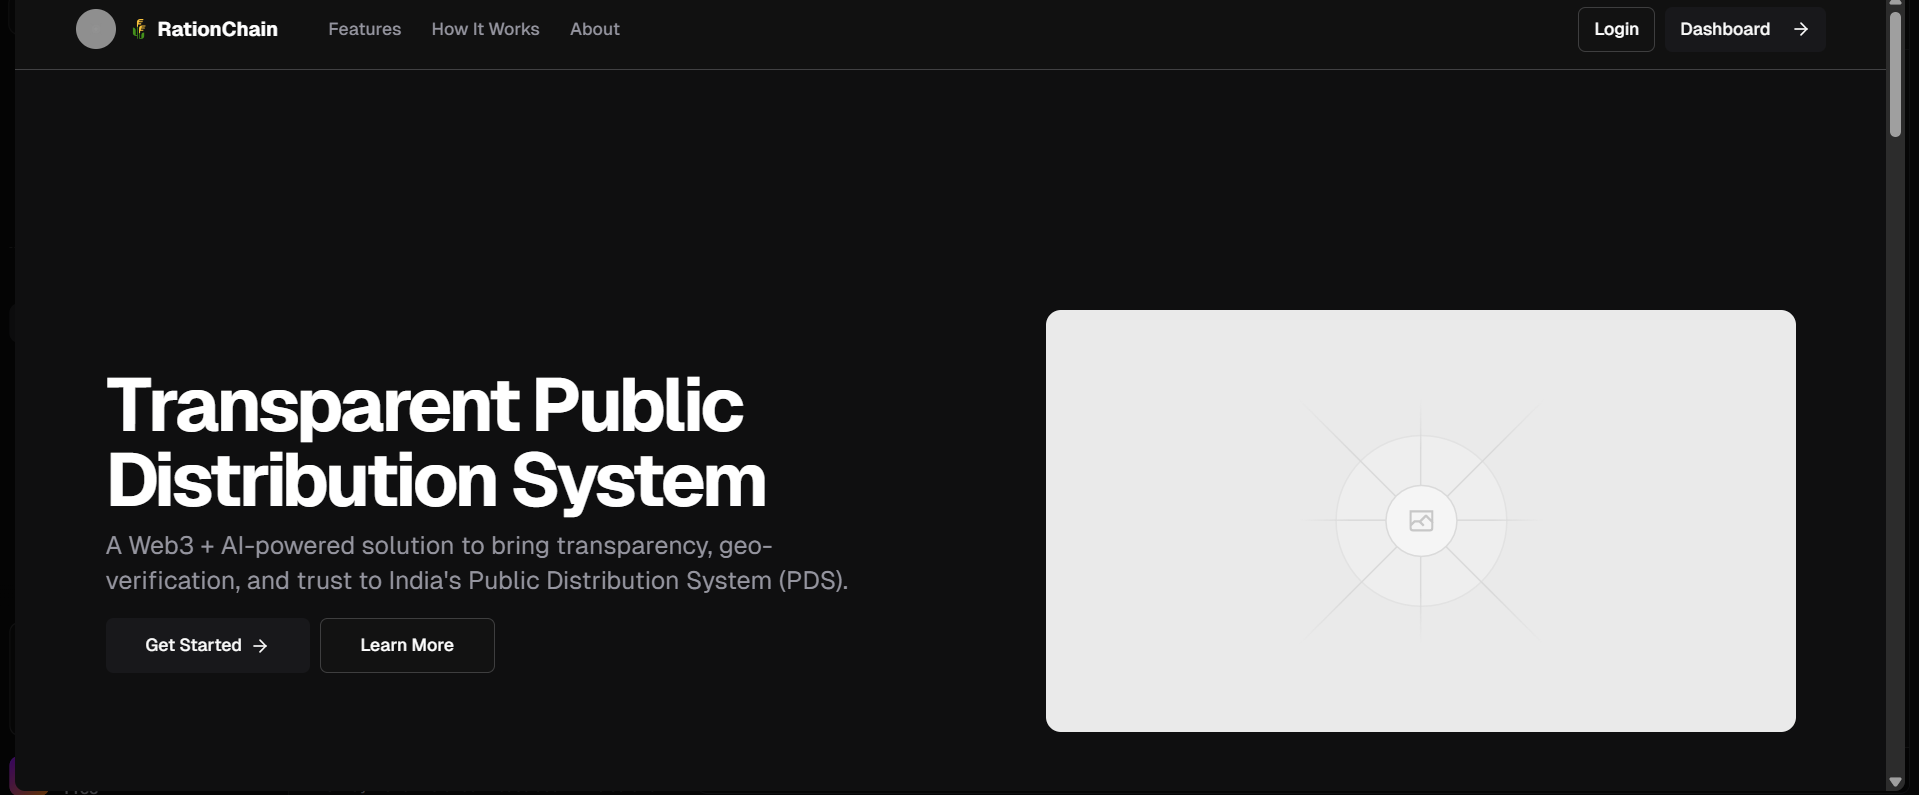 RationChain
Features
How It Works
About
Login
Dashboard
Transparent Public
Distribution System
A Web3 + AI-powered solution to bring transparency, geo-
verification, and trust to India's Public Distribution System (PDS).
Get Started
Learn More